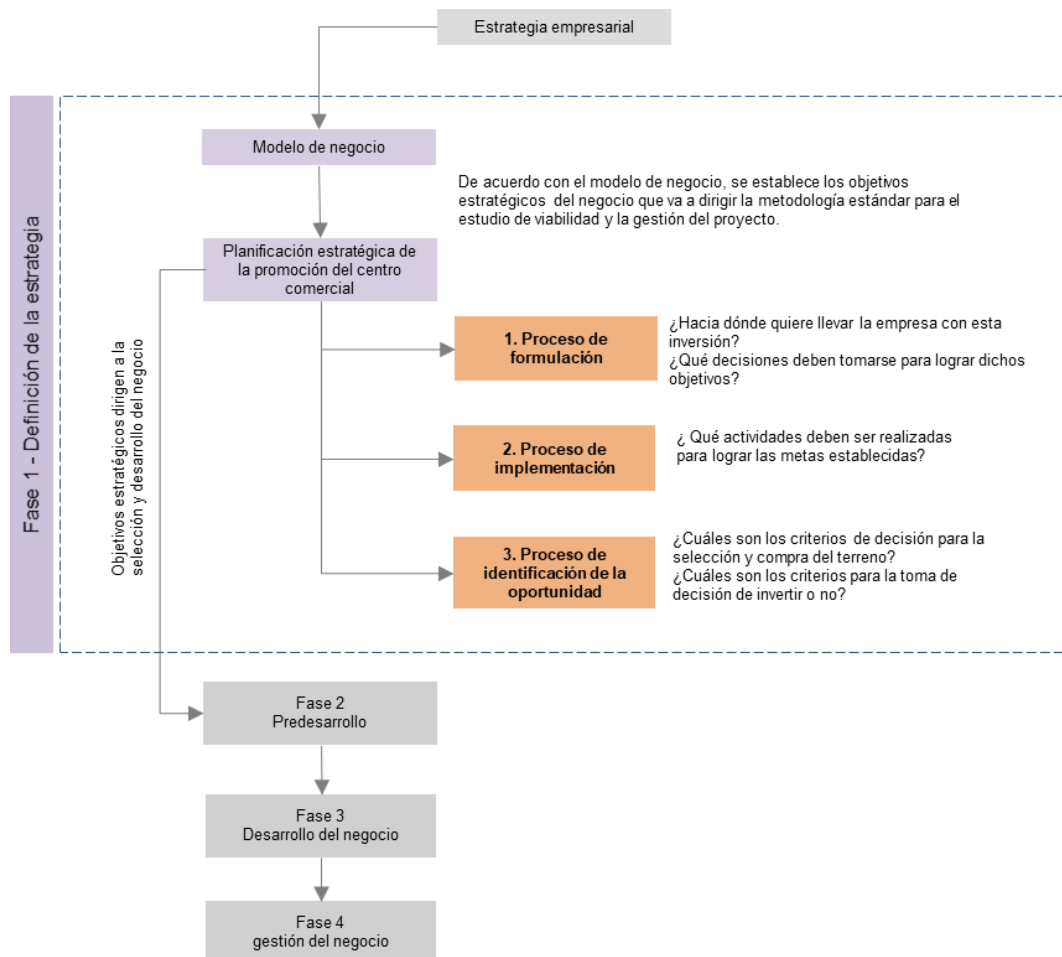 Estrategia empresarial
Fase 1 - Definición de la estrategia
Modelo de negocio
De acuerdo con el modelo de negocio, se establece los objetivos
estratégicos del negocio que va a dirigir la metodología estándar para el
estudio de viabilidad y la gestión del proyecto.
Planificación estratégica de
la promoción del centro
comercial
Objetivos estratégicos dirigen a la
selección y desarrollo del negocio
1. Proceso de
formulación
¿Hacia dónde quiere llevar la empresa con esta
inversión?
¿Qué decisiones deben tomarse para lograr dichos
objetivos?
2. Proceso de
implementación
¿ Qué actividades deben ser realizadas
para lograr las metas establecidas?
3. Proceso de
identificación de la
oportunidad
¿Cuáles son los criterios de decisión para la
selección y compra del terreno?
¿Cuáles son los criterios para la toma de
decisión de invertir o no?
Fase 2
Predesarrollo
Fase 3
Desarrollo del negocio
Fase 4
gestión del negocio